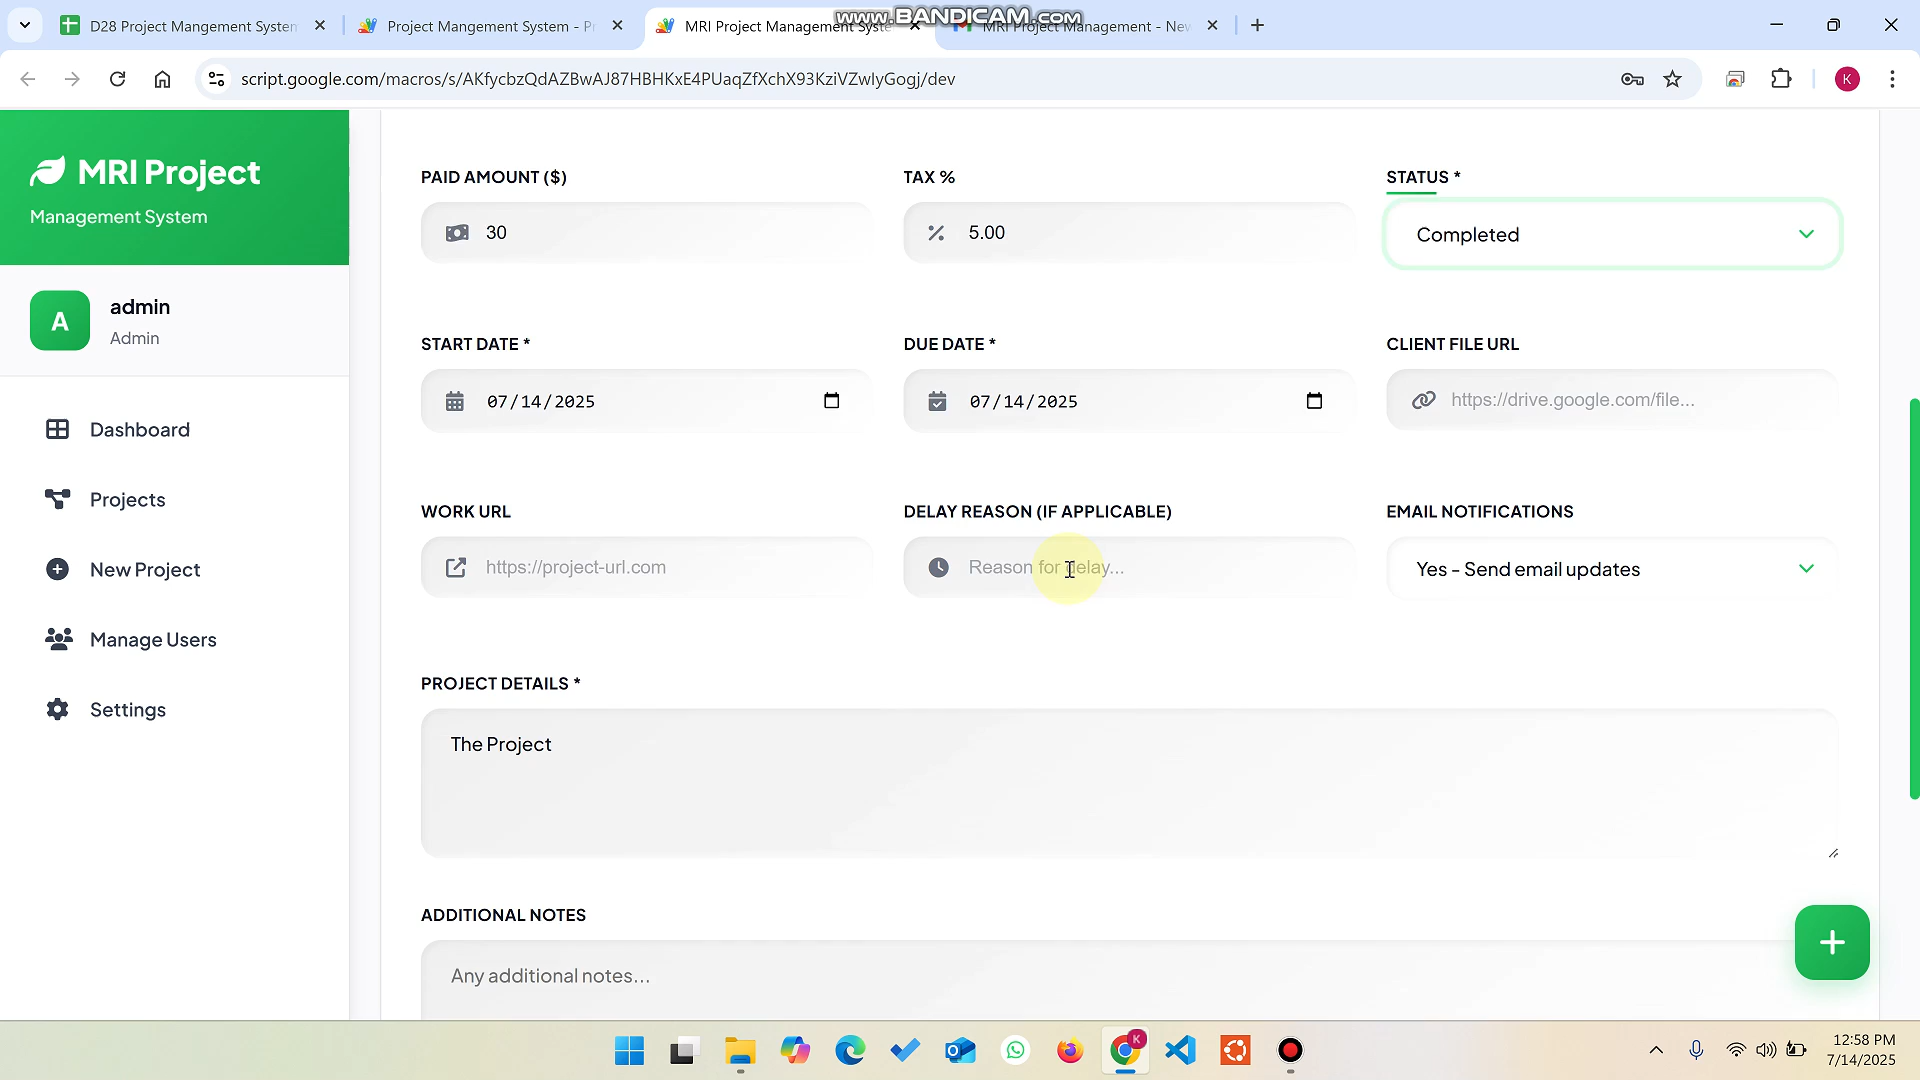 www.BANDICAM.com
D28 Project Mangement System
Project Mangement System - Pr
MRI Project Management Syste
MRI Project Management - New
script.google.com/macros/s/AKfycbzQdAZBwAJ87HBHKxE4PUaqZfXchX93KziVZwIyGogj/dev
K
MRI Project
Management System
A
admin
Admin
Dashboard
Projects
New Project
Manage Users
Settings
PAID AMOUNT ($)
TAX %
STATUS *
30
5.00
Completed
START DATE *
DUE DATE *
CLIENT FILE URL
07/14/2025
07/14/2025
https://drive.google.com/file...
WORK URL
DELAY REASON (IF APPLICABLE)
EMAIL NOTIFICATIONS
https://project-url.com
Reason for delay...
Yes - Send email updates
PROJECT DETAILS *
The Project
ADDITIONAL NOTES
Any additional notes...
K
12:58 PM
7/14/2025